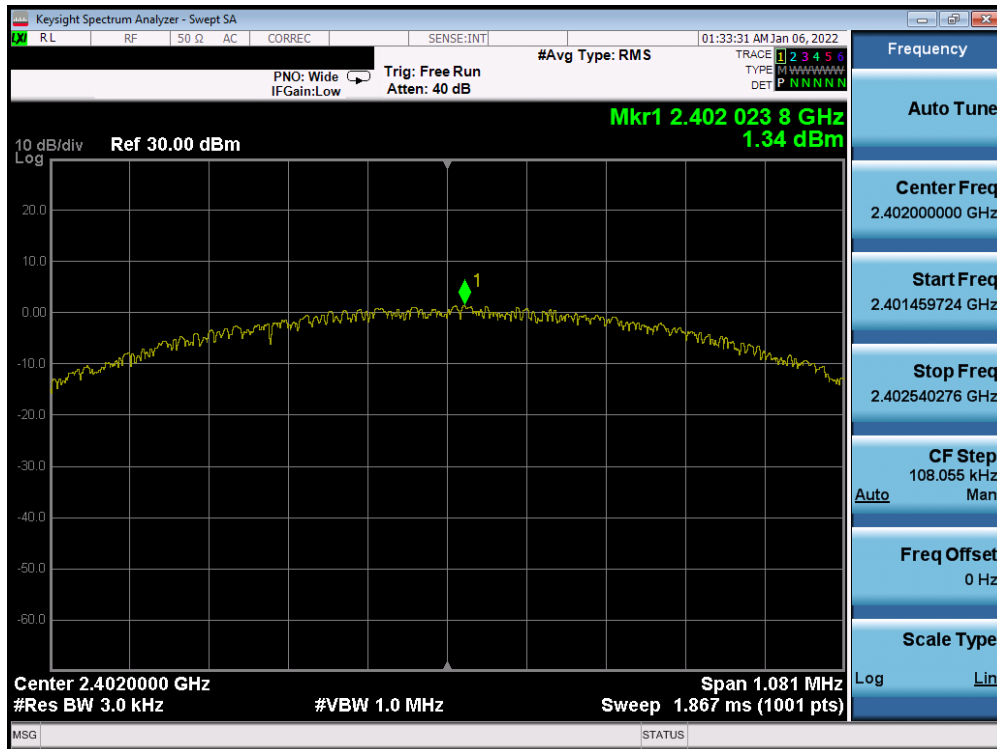 Keysight Spectrum Analyzer - Swept SA
LXI RL RF 50 Ω AC CORREC SENSE:INT 01:33:31 AM Jan 06, 2022
#Avg Type: RMS TRACE 1 2 3 4 5 6
PNO: Wide Trig: Free Run TYPE M W W W W W
IFGain:Low Atten: 40 dB DET P N N N N N
Mkr1 2.402 023 8 GHz
1.34 dBm
10 dB/div Ref 30.00 dBm
Log
20.0
10.0
1
0.00
-10.0
-20.0
-30.0
-40.0
-50.0
-60.0
Center 2.4020000 GHz Span 1.081 MHz
#Res BW 3.0 kHz #VBW 1.0 MHz Sweep 1.867 ms (1001 pts)
MSG STATUS
Frequency
Auto Tune
Center Freq
2.402000000 GHz
Start Freq
2.401459724 GHz
Stop Freq
2.402540276 GHz
CF Step
108.055 kHz
Auto Man
Freq Offset
0 Hz
Scale Type
Log Lin